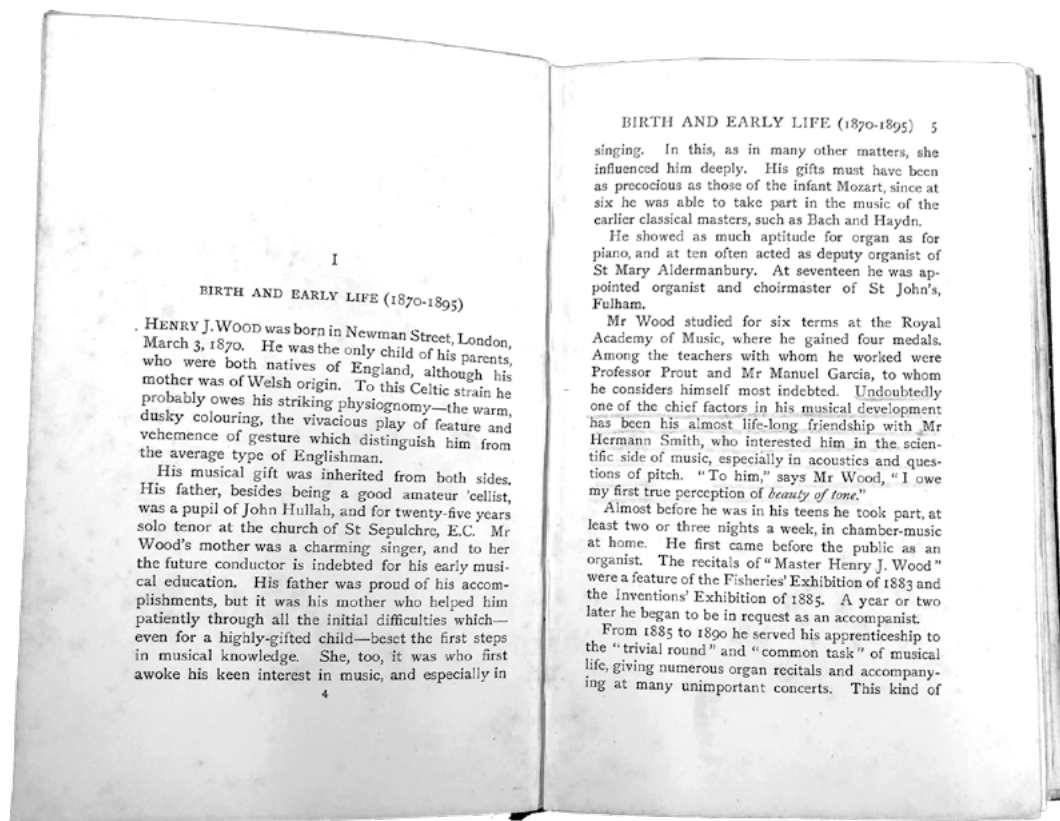 I
BIRTH AND EARLY LIFE (1870-1895)
HENRY J. WOOD was born in Newman Street, London,
March 3, 1870. He was the only child of his parents,
who were both natives of England, although his
mother was of Welsh origin. To this Celtic strain he
probably owes his striking physiognomy—the warm,
dusky colouring, the vivacious play of feature and
vehemence of gesture which distinguish him from
the average type of Englishman.
His musical gift was inherited from both sides.
His father, besides being a good amateur 'cellist,
was a pupil of John Hullah, and for twenty-five years
solo tenor at the church of St Sepulchre, E.C. Mr
Wood's mother was a charming singer, and to her
the future conductor is indebted for his early musi-
cal education. His father was proud of his accom-
plishments, but it was his mother who helped him
patiently through all the initial difficulties which—
even for a highly-gifted child—beset the first steps
in musical knowledge. She, too, it was who first
awoke his keen interest in music, and especially in
4
BIRTH AND EARLY LIFE (1870-1895) 5
singing. In this, as in many other matters, she
influenced him deeply. His gifts must have been
as precocious as those of the infant Mozart, since at
six he was able to take part in the music of the
earlier classical masters, such as Bach and Haydn.
He showed as much aptitude for organ as for
piano, and at ten often acted as deputy organist of
St Mary Aldermanbury. At seventeen he was ap-
pointed organist and choirmaster of St John's,
Fulham.
Mr Wood studied for six terms at the Royal
Academy of Music, where he gained four medals.
Among the teachers with whom he worked were
Professor Prout and Mr Manuel Garcia, to whom
he considers himself most indebted. Undoubtedly
one of the chief factors in his musical development
has been his almost life-long friendship with Mr
Hermann Smith, who interested him in the scien-
tific side of music, especially in acoustics and ques-
tions of pitch. "To him," says Mr Wood, "I owe
my first true perception of beauty of tone."
Almost before he was in his teens he took part, at
least two or three nights a week, in chamber-music
at home. He first came before the public as an
organist. The recitals of "Master Henry J. Wood"
were a feature of the Fisheries' Exhibition of 1883 and
the Inventions' Exhibition of 1885. A year or two
later he began to be in request as an accompanist.
From 1885 to 1890 he served his apprenticeship to
the "trivial round" and "common task" of musical
life, giving numerous organ recitals and accompany-
ing at many unimportant concerts. This kind of